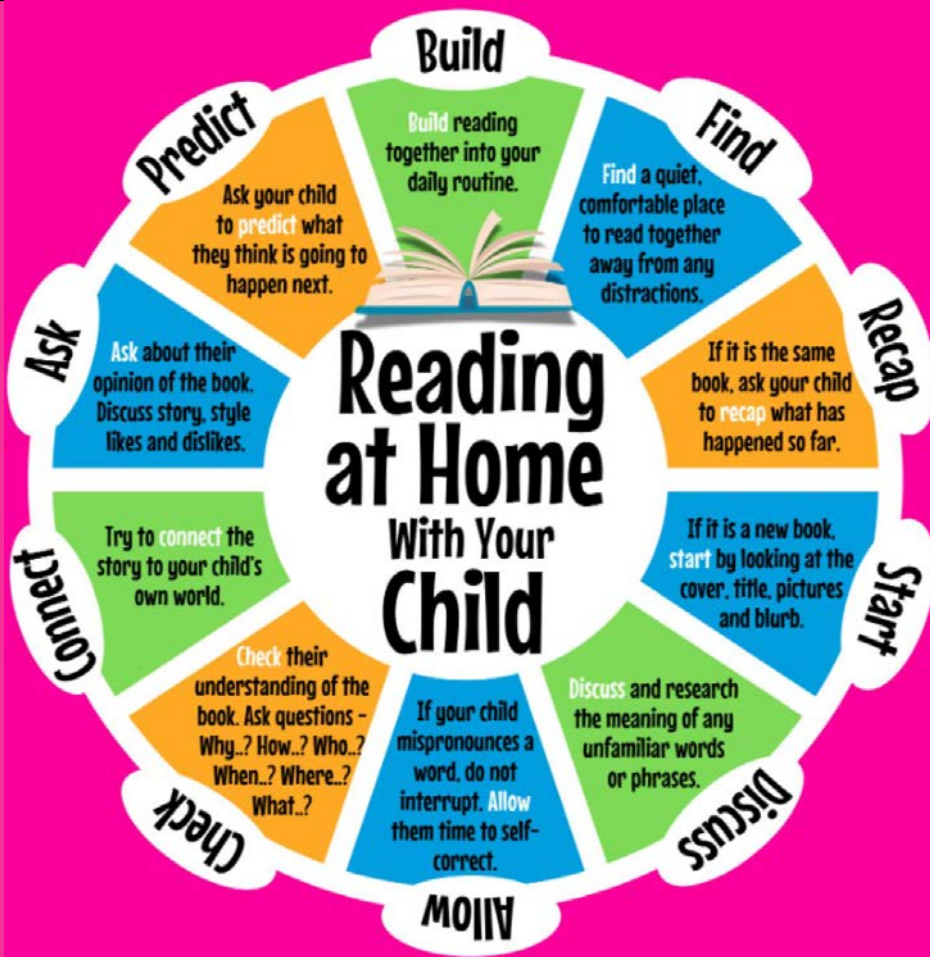 Build
Build reading
together into your
daily routine.
Find
Find a quiet,
comfortable place
to read together
away from any
distractions.
Recap
If it is the same
book, ask your child
to recap what has
happened so far.
Start
If it is a new book,
start by looking at the
cover, title, pictures
and blurb.
Discuss
Discuss and research
the meaning of any
unfamiliar words
or phrases.
Allow
If your child
mispronounces a
word, do not
interrupt. Allow
them time to self-
correct.
Check
Check their
understanding of the
book. Ask questions –
Why..? How..? Who..?
When..? Where..?
What..?
Connect
Try to connect the
story to your child's
own world.
Ask
Ask about their
opinion of the book.
Discuss story, style
likes and dislikes.
Predict
Ask your child
to predict what
they think is going to
happen next.
Reading
at Home
With Your
Child